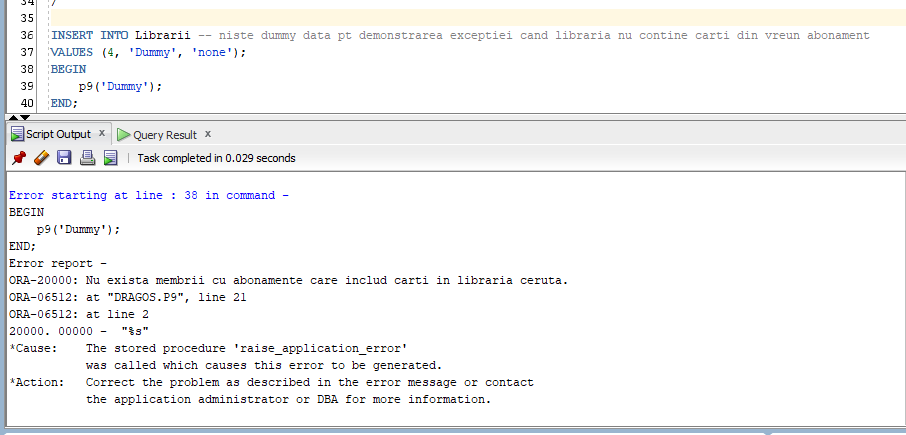 34 /
35
36 INSERT INTO Librarii -- niste dummy data pt demonstrarea exceptiei cand libraria nu contine carti din vreun abonament
37 VALUES (4, 'Dummy', 'none');
38 BEGIN
39 p9('Dummy');
40 END;
Script Output x Query Result x
Task completed in 0.029 seconds
Error starting at line : 38 in command -
BEGIN
p9('Dummy');
END;
Error report -
ORA-20000: Nu exista membrii cu abonamente care includ carti in libraria ceruta.
ORA-06512: at "DRAGOS.P9", line 21
ORA-06512: at line 2
20000. 00000 - "%s"
*Cause: The stored procedure 'raise_application_error'
was called which causes this error to be generated.
*Action: Correct the problem as described in the error message or contact
the application administrator or DBA for more information.